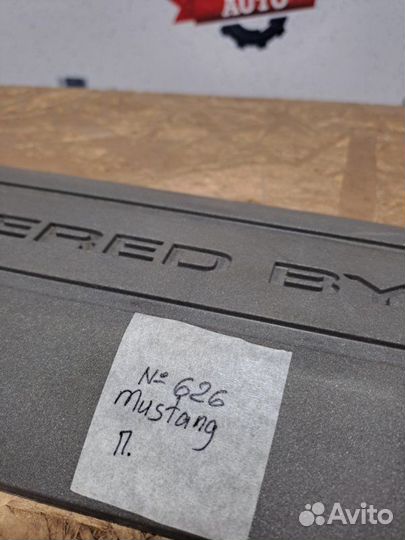 AUTO
ERED BY
№ 626
Mustang
П.
Avito